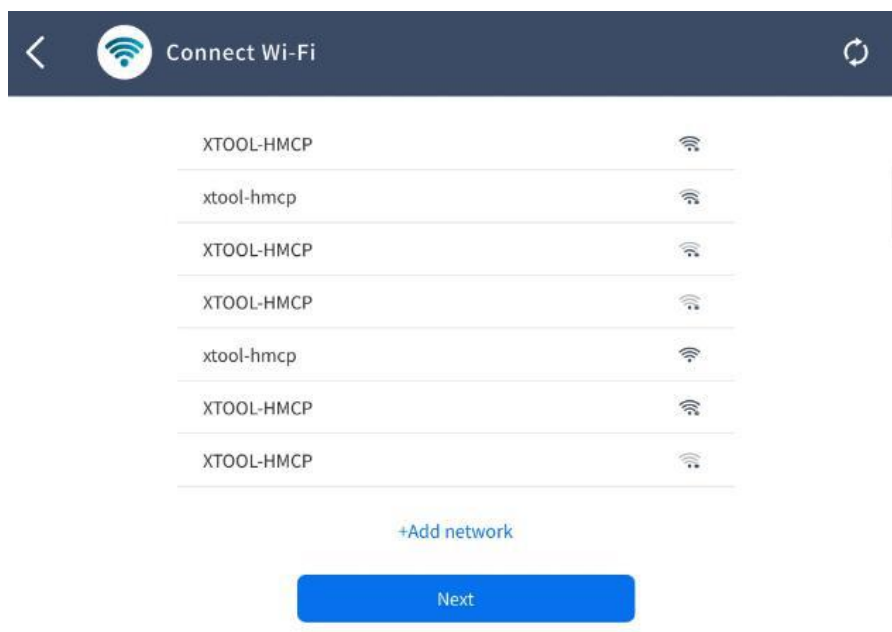 Connect Wi-Fi
XTOOL-HMCP
xtool-hmcp
XTOOL-HMCP
XTOOL-HMCP
xtool-hmcp
XTOOL-HMCP
XTOOL-HMCP
+Add network
Next